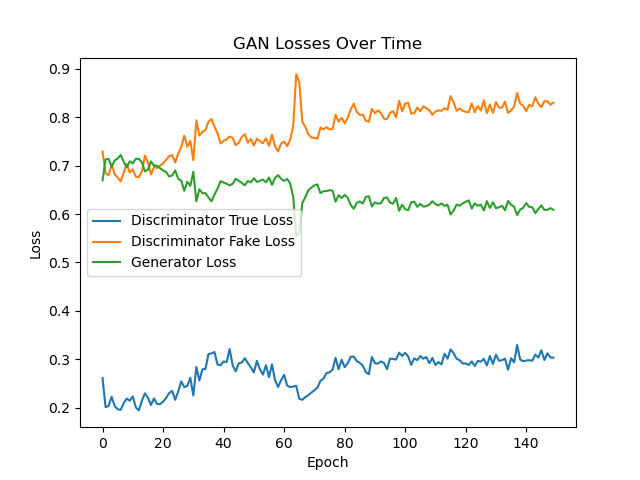 GAN Losses Over Time
0.9
0.8
0.7
0.6
0.5
0.4
0.3
0.2
Loss
Discriminator True Loss
Discriminator Fake Loss
Generator Loss
0 20 40 60 80 100 120 140
Epoch